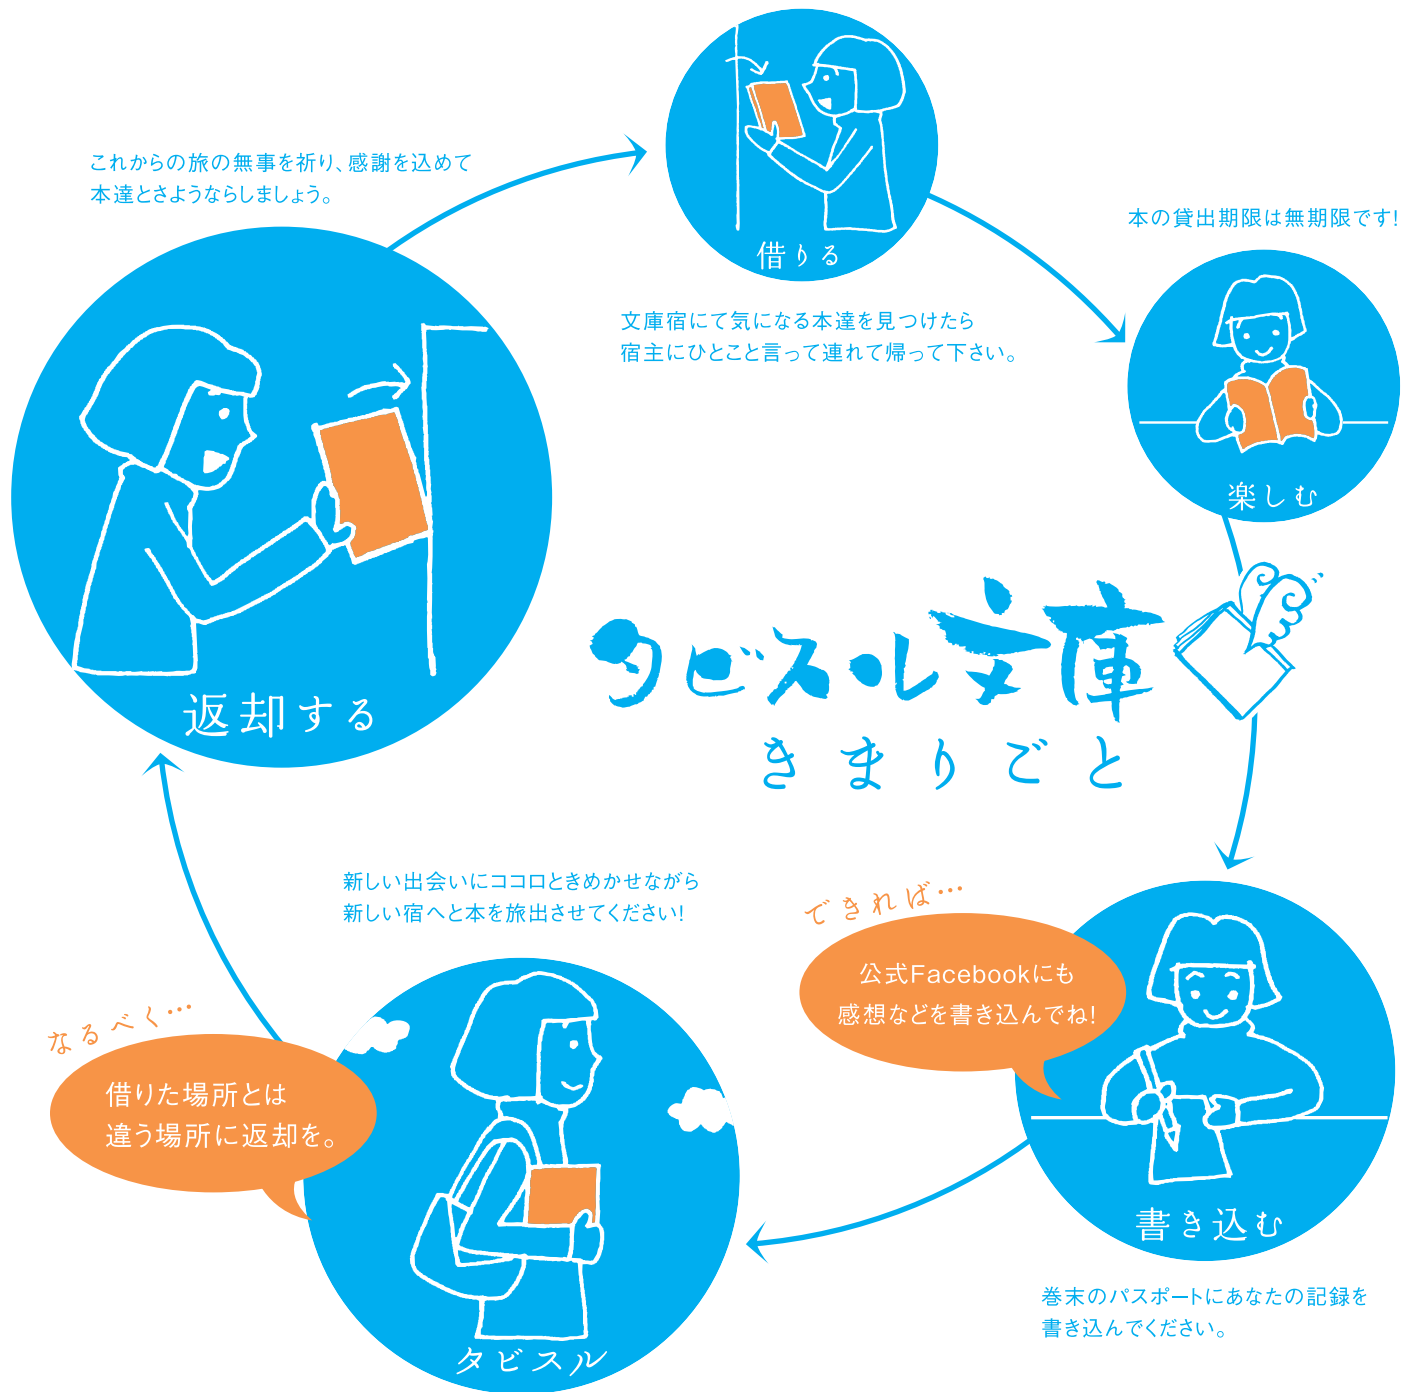 タビスル文庫
きまりごと
借りる
文庫宿にて気になる本達を見つけたら
宿主にひとこと言って連れて帰って下さい。
本の貸出期限は無期限です!
楽しむ
できれば…
公式Facebookにも
感想などを書き込んでね!
書き込む
巻末のパスポートにあなたの記録を
書き込んでください。
新しい出会いにココロときめかせながら
新しい宿へと本を旅出させてください!
なるべく…
借りた場所とは
違う場所に返却を。
タビスル
これからの旅の無事を祈り、感謝を込めて
本達とさようならしましょう。
返却する